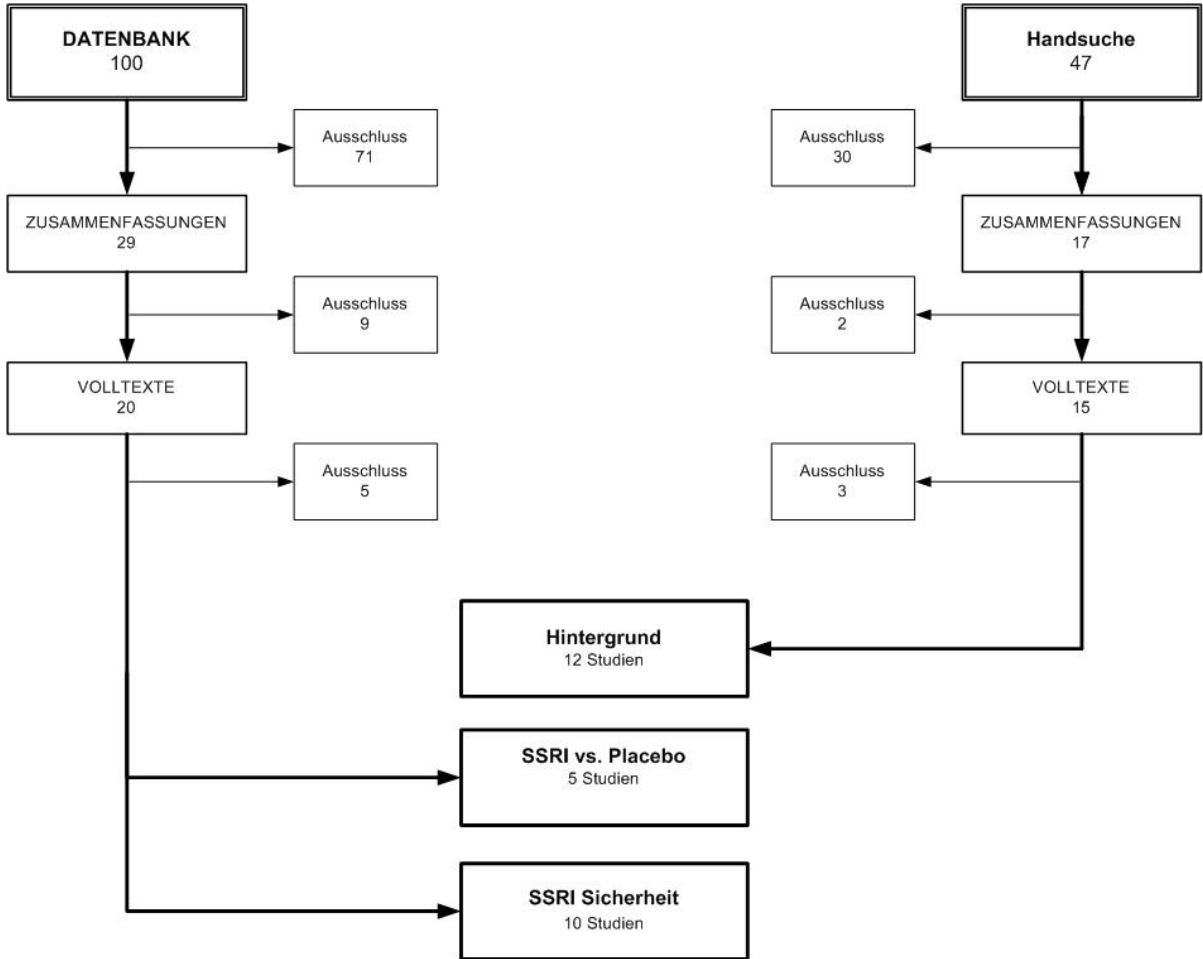 DATENBANK
100
Handsuche
47
Ausschluss
71
Ausschluss
30
ZUSAMMENFASSUNGEN
29
ZUSAMMENFASSUNGEN
17
Ausschluss
9
Ausschluss
2
VOLLTEXTE
20
VOLLTEXTE
15
Ausschluss
5
Ausschluss
3
Hintergrund
12 Studien
SSRI vs. Placebo
5 Studien
SSRI Sicherheit
10 Studien